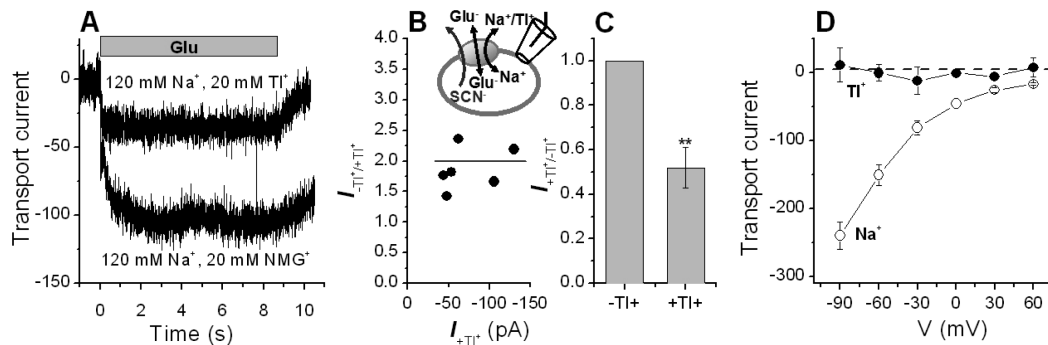 A
Glu
120 mM Na⁺, 20 mM Tl⁺
120 mM Na⁺, 20 mM NMG⁺
Transport current
0
-50
-100
-150
0 2 4 6 8 10
Time (s)
B
Glu⁻ Na⁺/Tl⁺
Glu⁻ Na⁺
SCN⁻
I-Tl⁺/+Tl⁺
4.0
3.5
3.0
2.5
2.0
1.5
1.0
0.5
0.0
0 -50 -100 -150
I+Tl⁺ (pA)
C
I+Tl⁺/-Tl⁺
1.0
0.8
0.6
0.4
0.2
0.0
**
-Tl+ +Tl+
D
Transport current
0
-100
-200
-300
Tl⁺
Na⁺
-90 -60 -30 0 30 60
V (mV)